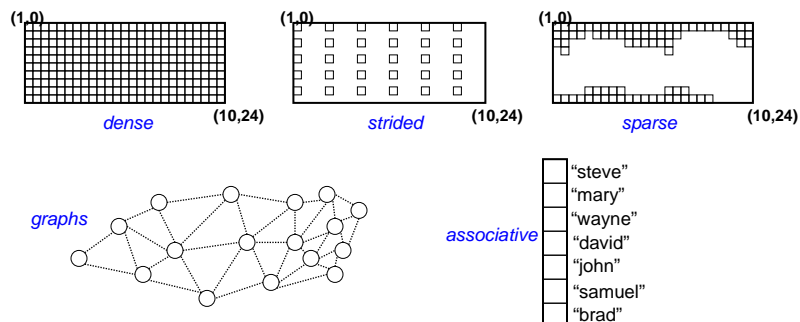 (1,0)
(1,0)
(1,0)
(10,24)
(10,24)
(10,24)
dense
strided
sparse
graphs
associative
“steve”
“mary”
“wayne”
“david”
“john”
“samuel”
“brad”